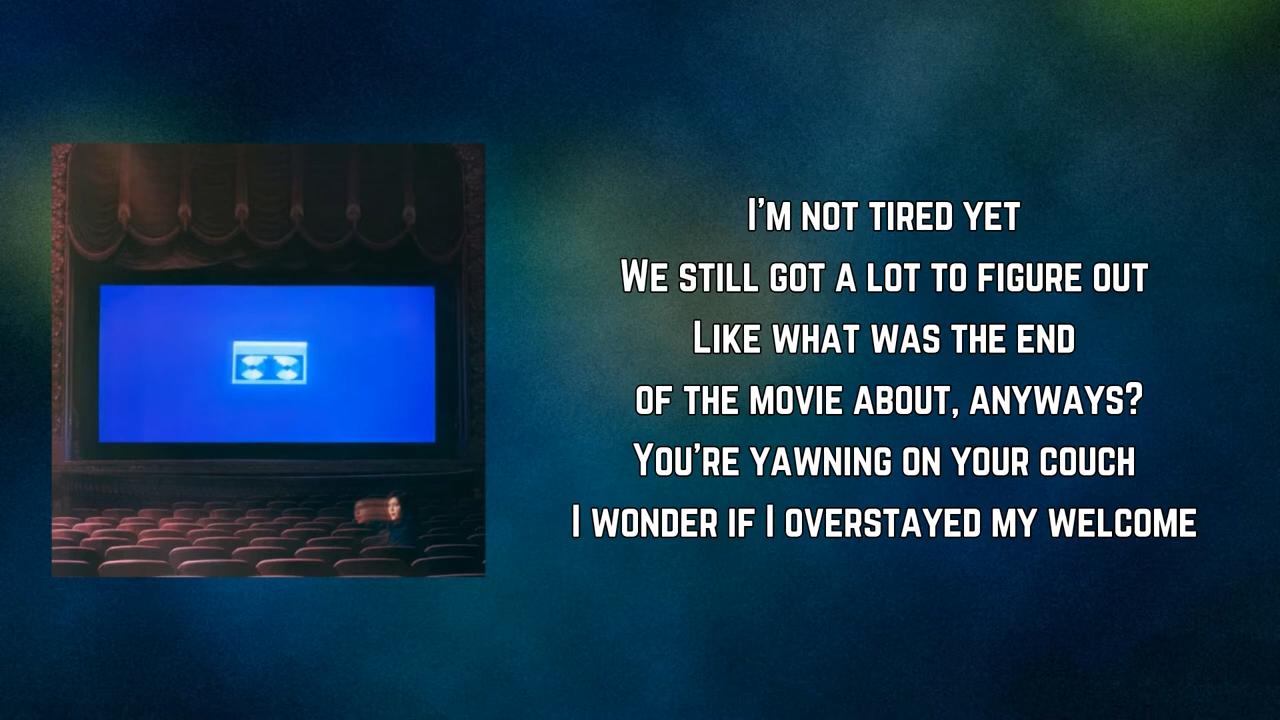 I'm not tired yet
We still got a lot to figure out
Like what was the end
of the movie about, anyways?
You're yawning on your couch
I wonder if I overstayed my welcome